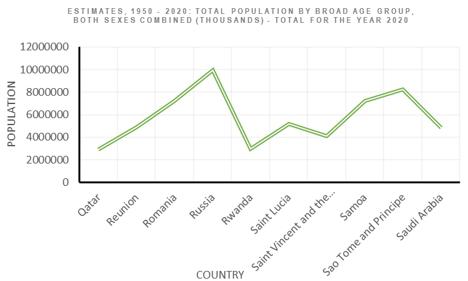 ESTIMATES, 1950 - 2020: TOTAL POPULATION BY BROAD AGE GROUP,
BOTH SEXES COMBINED (THOUSANDS) - TOTAL FOR THE YEAR 2020
POPULATION
12000000
10000000
8000000
6000000
4000000
2000000
0
Qatar
Reunion
Romania
Russia
Rwanda
Saint Lucia
Saint Vincent and the...
Samoa
Sao Tome and Principe
Saudi Arabia
COUNTRY